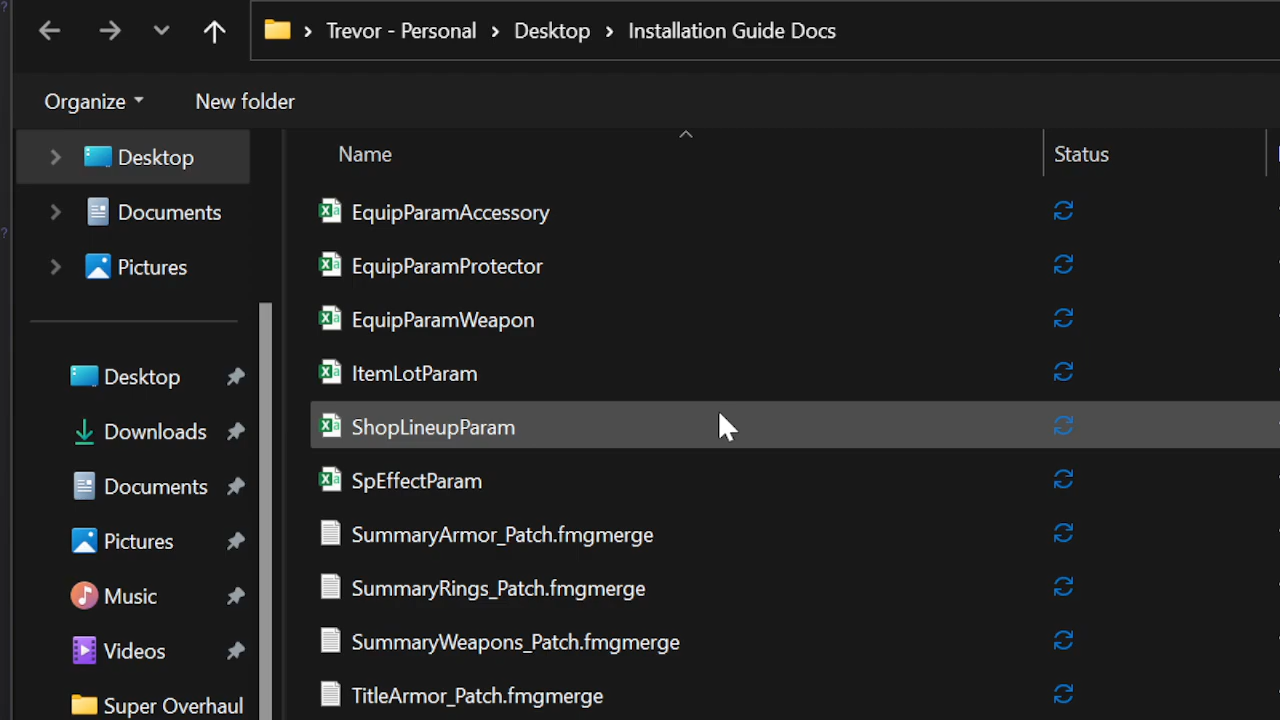 Trevor - Personal > Desktop > Installation Guide Docs
Organize New folder
Name Status
Desktop
Documents
Pictures
Desktop
Downloads
Documents
Pictures
Music
Videos
Super Overhaul
EquipParamAccessory
EquipParamProtector
EquipParamWeapon
ItemLotParam
ShopLineupParam
SpEffectParam
SummaryArmor_Patch.fmgmerge
SummaryRings_Patch.fmgmerge
SummaryWeapons_Patch.fmgmerge
TitleArmor_Patch.fmgmerge